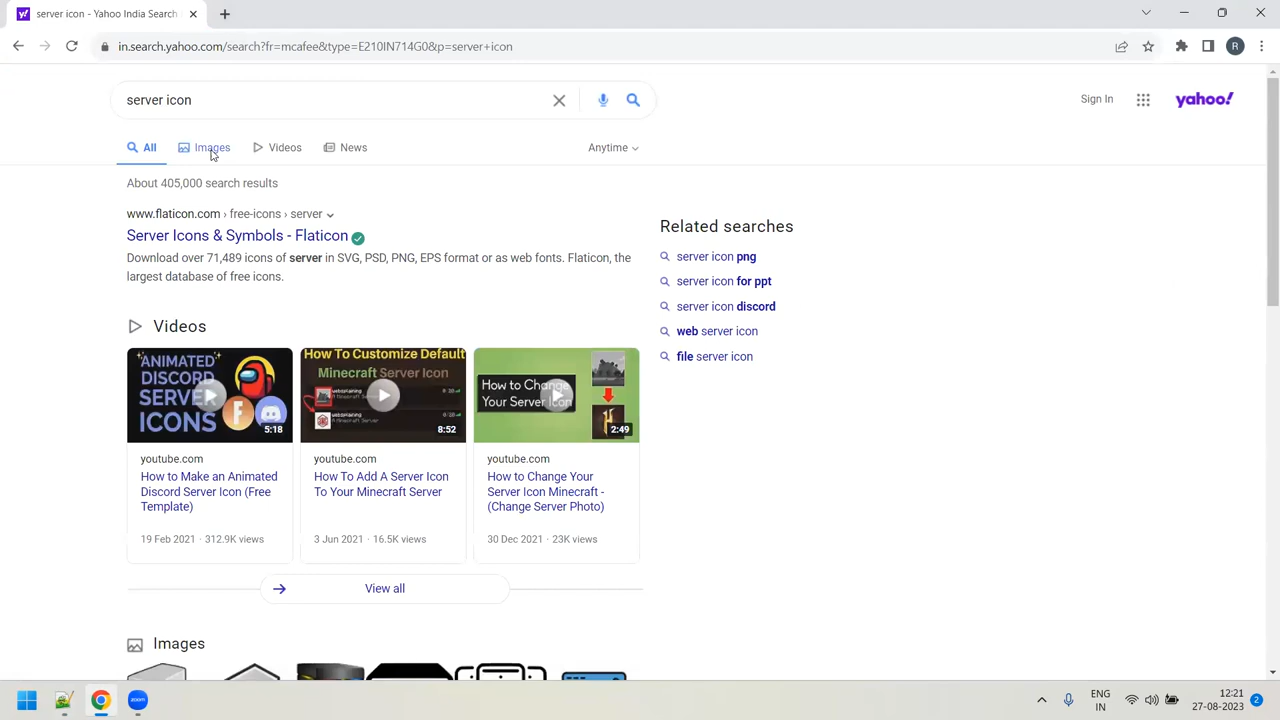 server icon - Yahoo India Search
in.search.yahoo.com/search?fr=mcafee&type=E210IN714G0&p=server+icon
R
server icon
Sign In
yahoo!
All
Images
Videos
News
Anytime
About 405,000 search results
www.flaticon.com › free-icons › server
Server Icons & Symbols - Flaticon
Download over 71,489 icons of server in SVG, PSD, PNG, EPS format or as web fonts. Flaticon, the
largest database of free icons.
Related searches
server icon png
server icon for ppt
server icon discord
web server icon
file server icon
Videos
ANIMATED
DISCORD
SERVER
ICONS
5:18
youtube.com
How to Make an Animated
Discord Server Icon (Free
Template)
19 Feb 2021 · 312.9K views
How To Customize Default
Minecraft Server Icon
8:52
youtube.com
How To Add A Server Icon
To Your Minecraft Server
3 Jun 2021 · 16.5K views
How to Change
Your Server Icon
2:49
youtube.com
How to Change Your
Server Icon Minecraft -
(Change Server Photo)
30 Dec 2021 · 23K views
View all
Images
zoom
ENG
IN
12:21
27-08-2023
2